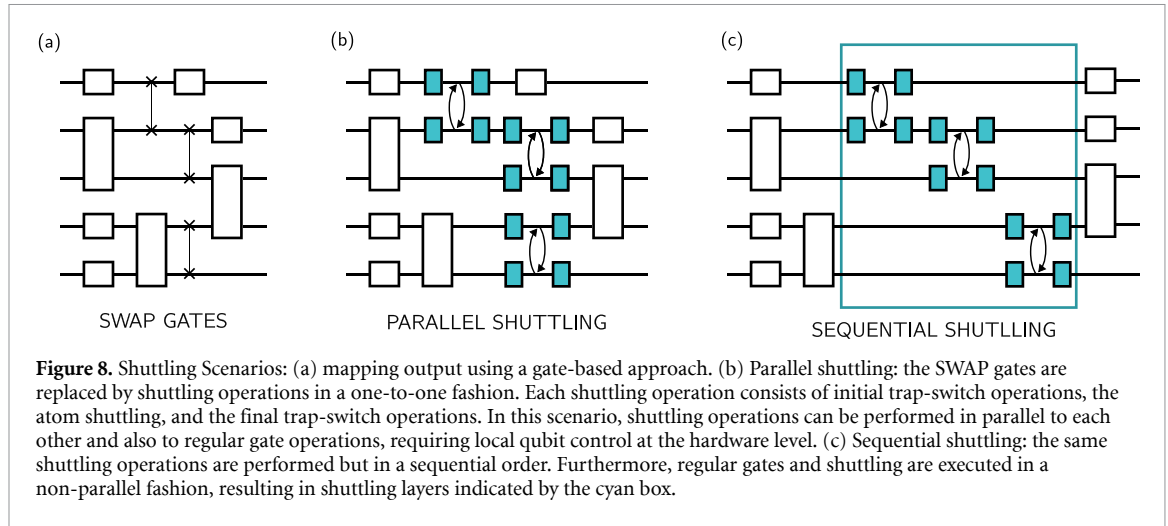 (a)
(b)
(c)
SWAP GATES
PARALLEL SHUTTLING
SEQUENTIAL SHUTLLING
Figure 8. Shuttling Scenarios: (a) mapping output using a gate-based approach. (b) Parallel shuttling: the SWAP gates are
replaced by shuttling operations in a one-to-one fashion. Each shuttling operation consists of initial trap-switch operations, the
atom shuttling, and the final trap-switch operations. In this scenario, shuttling operations can be performed in parallel to each
other and also to regular gate operations, requiring local qubit control at the hardware level. (c) Sequential shuttling: the same
shuttling operations are performed but in a sequential order. Furthermore, regular gates and shuttling are executed in a
non-parallel fashion, resulting in shuttling layers indicated by the cyan box.